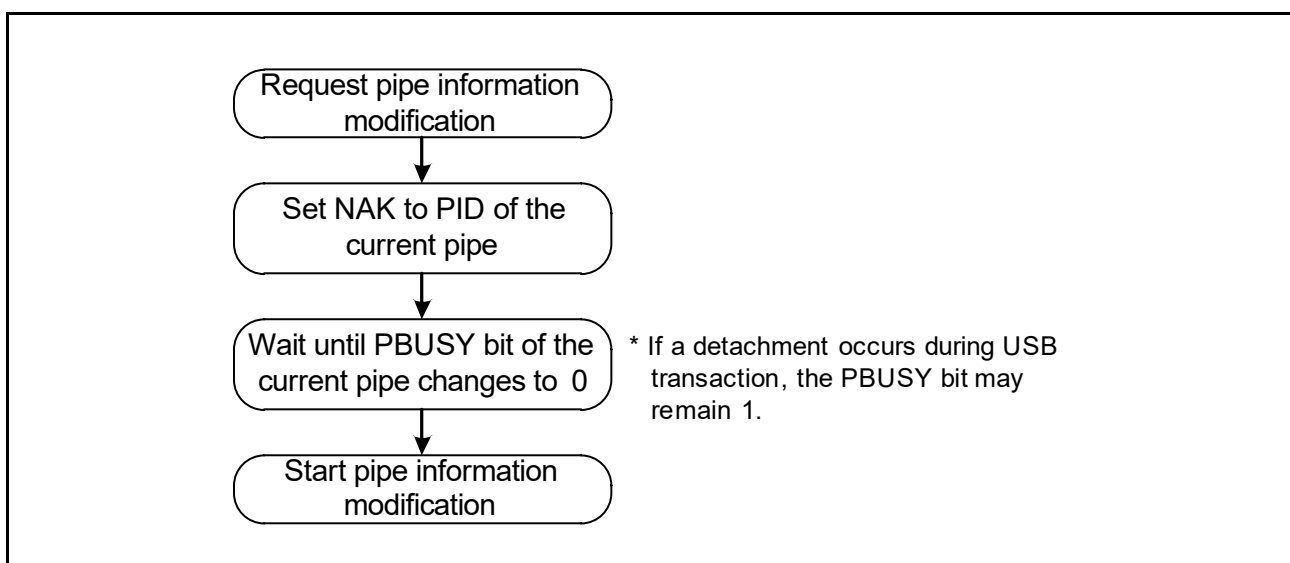 Request pipe information
modification
Set NAK to PID of the
current pipe
Wait until PBUSY bit of the
current pipe changes to 0
* If a detachment occurs during USB
transaction, the PBUSY bit may
remain 1.
Start pipe information
modification